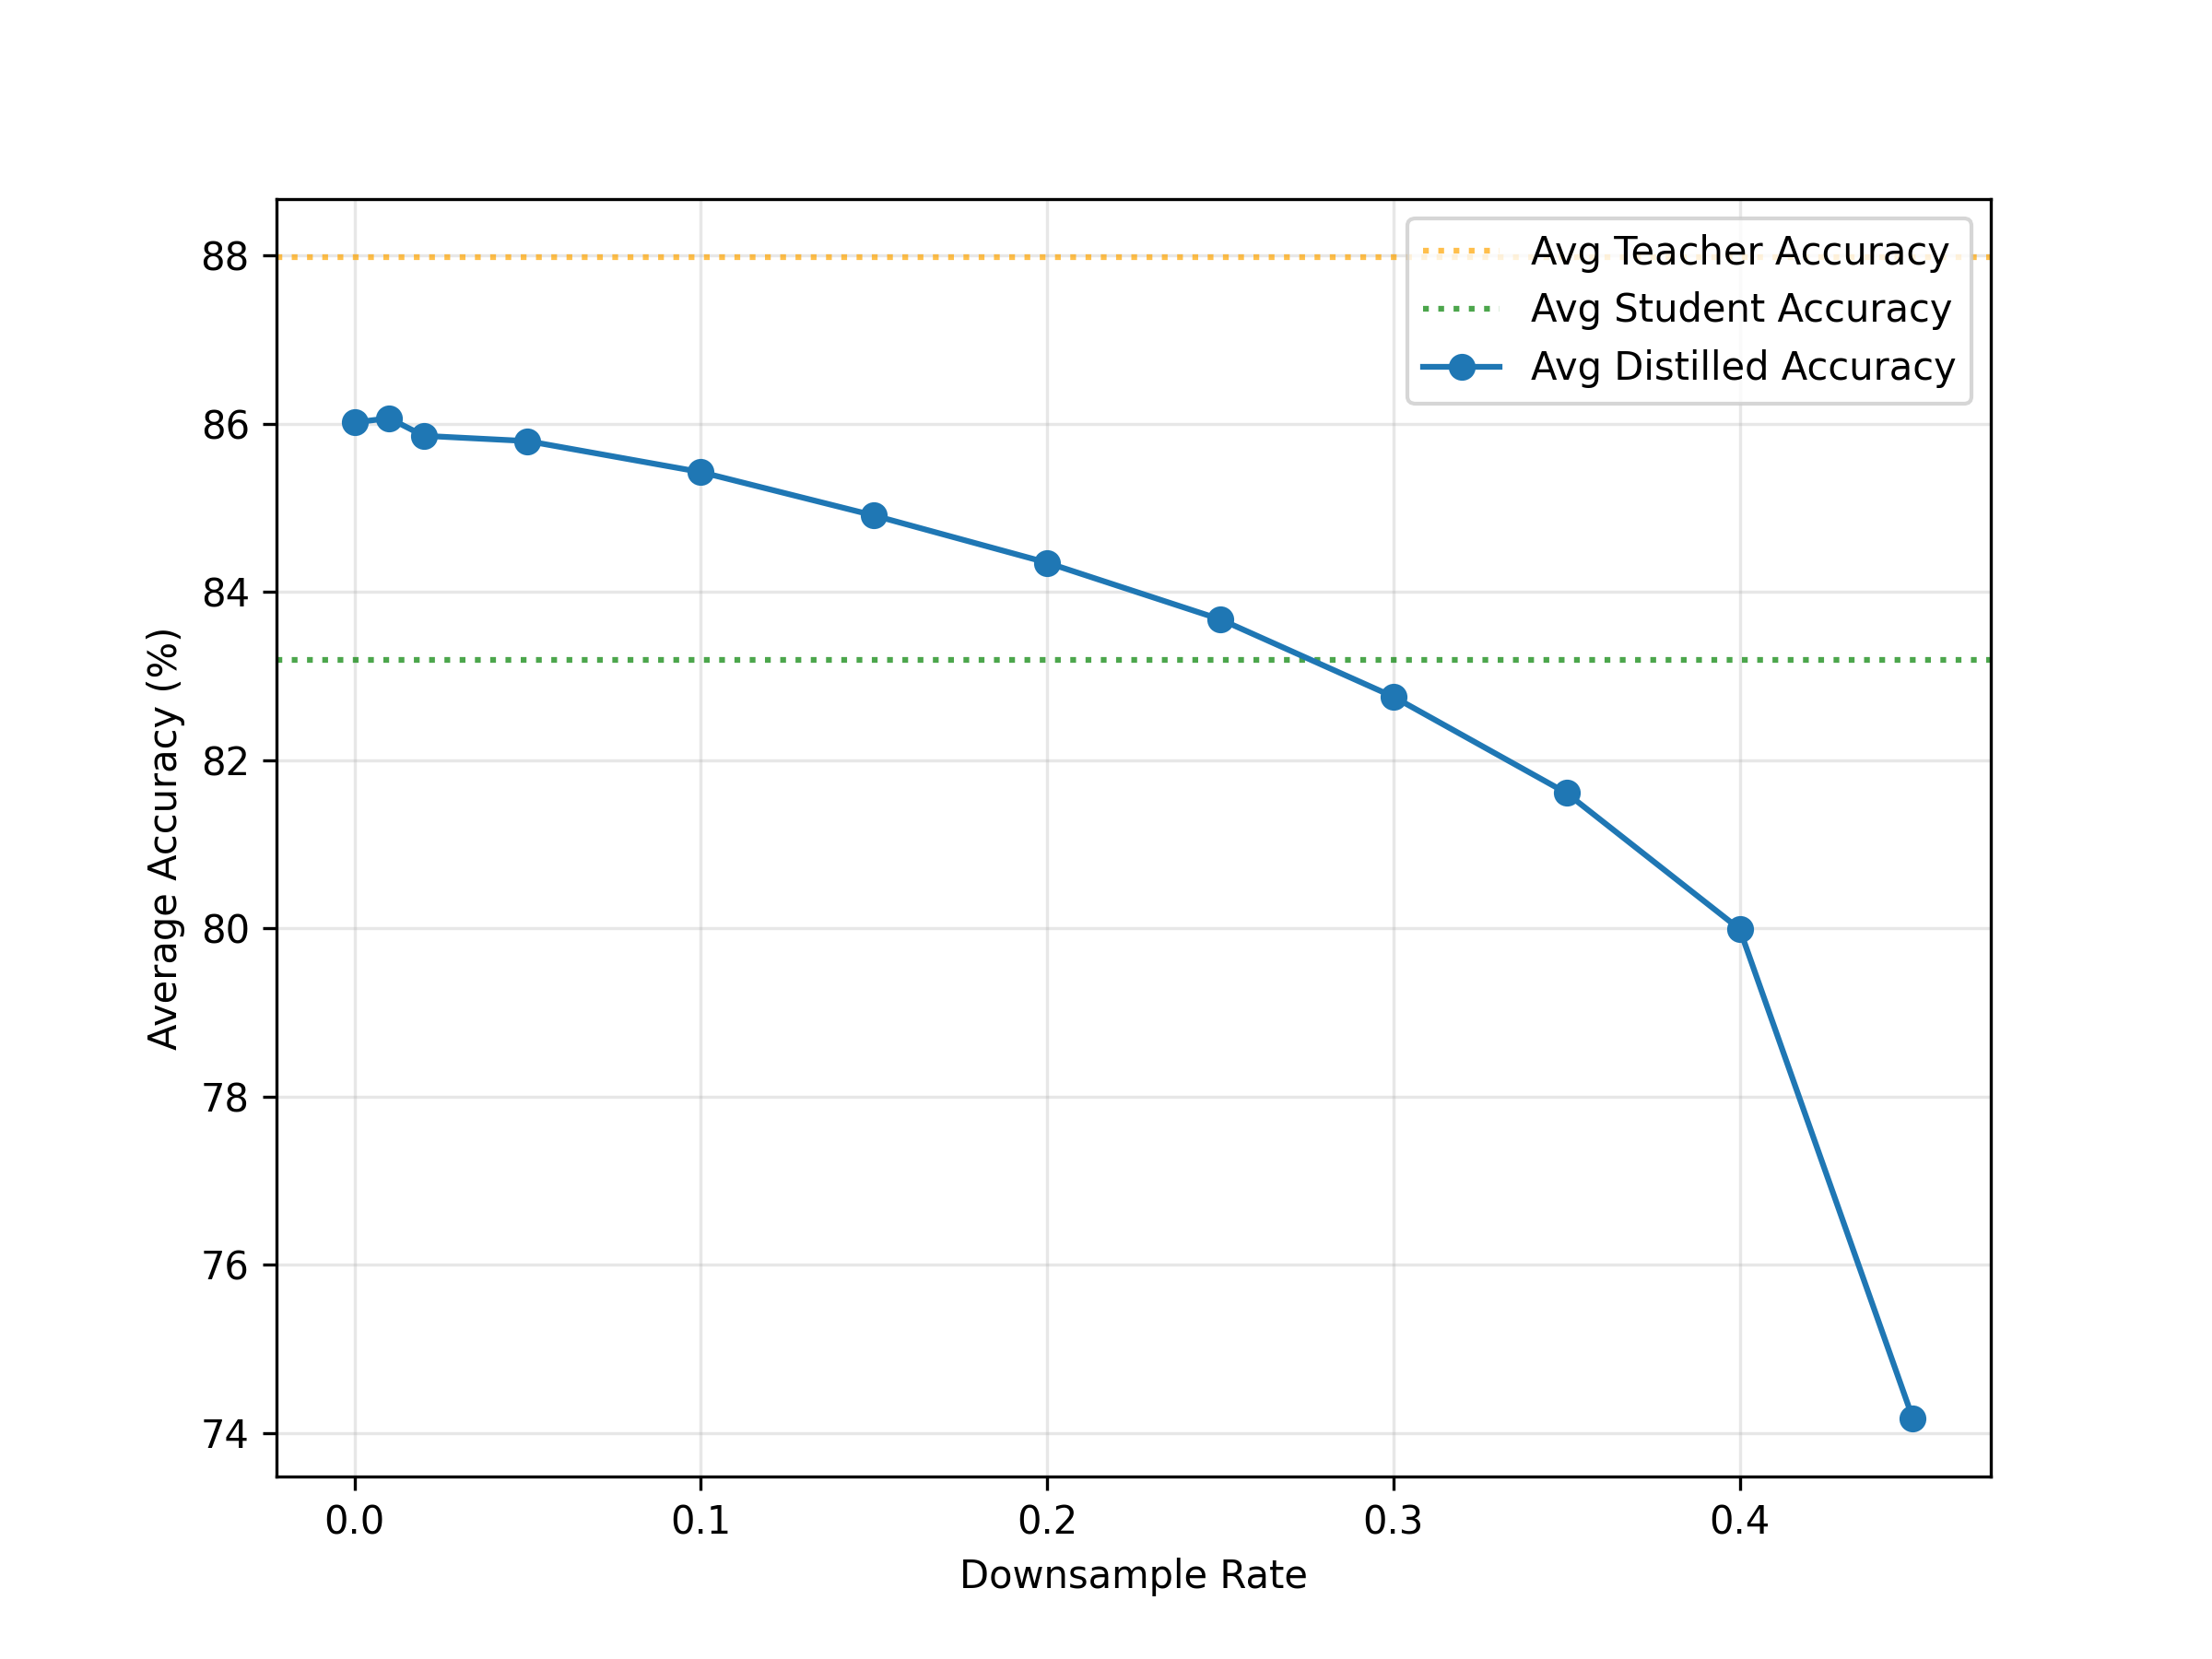 Avg Teacher Accuracy
Avg Student Accuracy
Avg Distilled Accuracy
Average Accuracy (%)
88
86
84
82
80
78
76
74
0.0 0.1 0.2 0.3 0.4
Downsample Rate